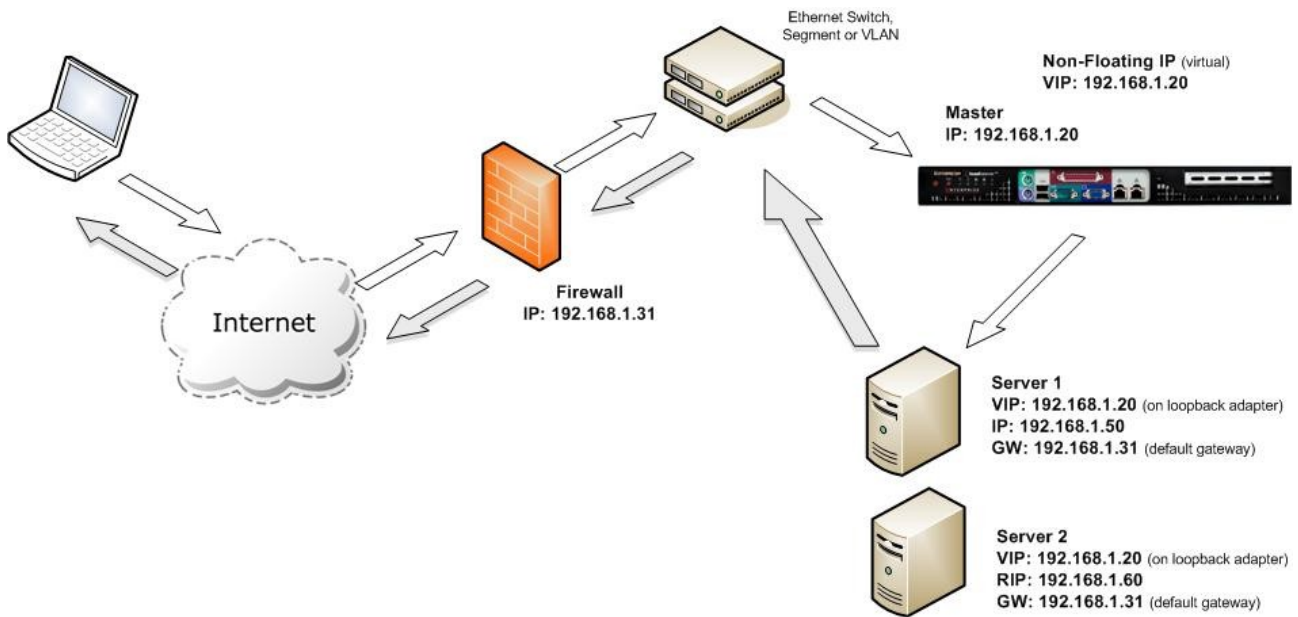 Ethernet Switch,
Segment or VLAN
Non-Floating IP (virtual)
VIP: 192.168.1.20
Master
IP: 192.168.1.20
Internet
Firewall
IP: 192.168.1.31
Server 1
VIP: 192.168.1.20 (on loopback adapter)
IP: 192.168.1.50
GW: 192.168.1.31 (default gateway)
Server 2
VIP: 192.168.1.20 (on loopback adapter)
RIP: 192.168.1.60
GW: 192.168.1.31 (default gateway)